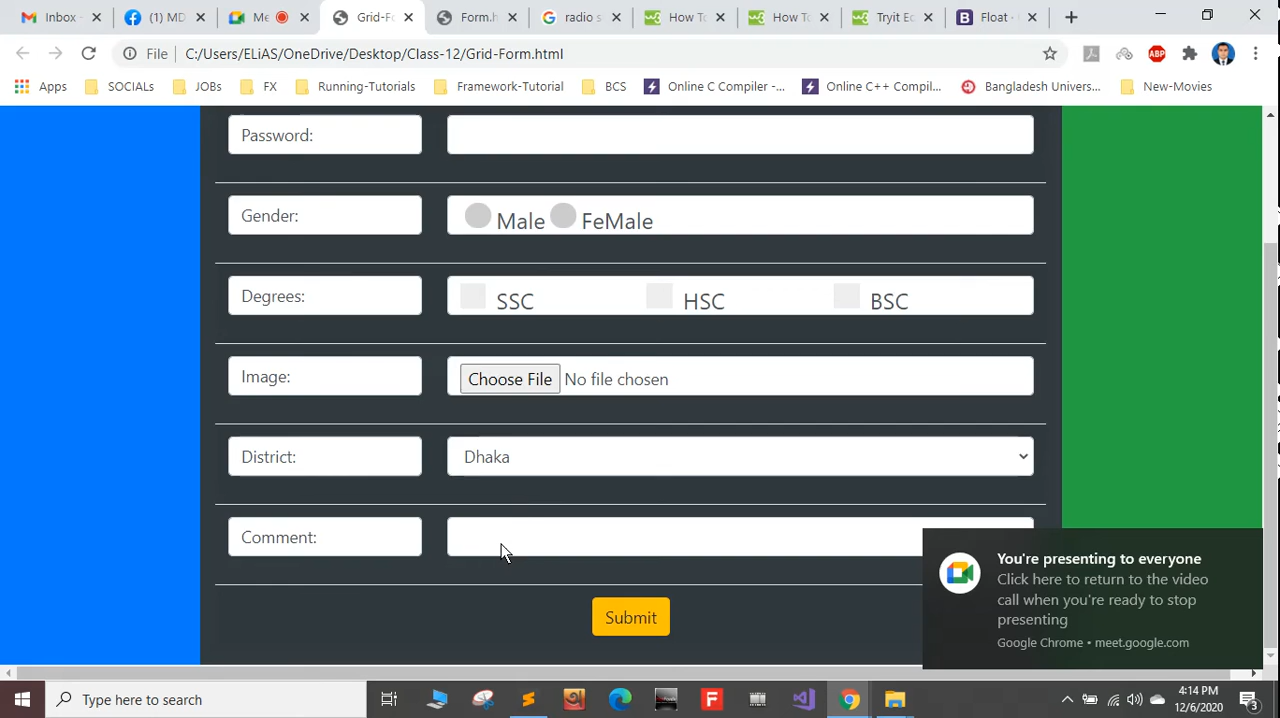 Inbox -
(1) MD
Me
Grid-Fo
Form.h
radio s
How To
How To
Tryit Ed
Float -
File
C:/Users/ELiAS/OneDrive/Desktop/Class-12/Grid-Form.html
ABP
Apps
SOCIALs
JOBs
FX
Running-Tutorials
Framework-Tutorial
BCS
Online C Compiler -...
Online C++ Compil...
Bangladesh Univers...
New-Movies
Password:
Gender:
Male
FeMale
Degrees:
SSC
HSC
BSC
Image:
Choose File
No file chosen
District:
Dhaka
Comment:
Submit
You're presenting to everyone
Click here to return to the video
call when you're ready to stop
presenting
Google Chrome • meet.google.com
Type here to search
4:14 PM
12/6/2020
3